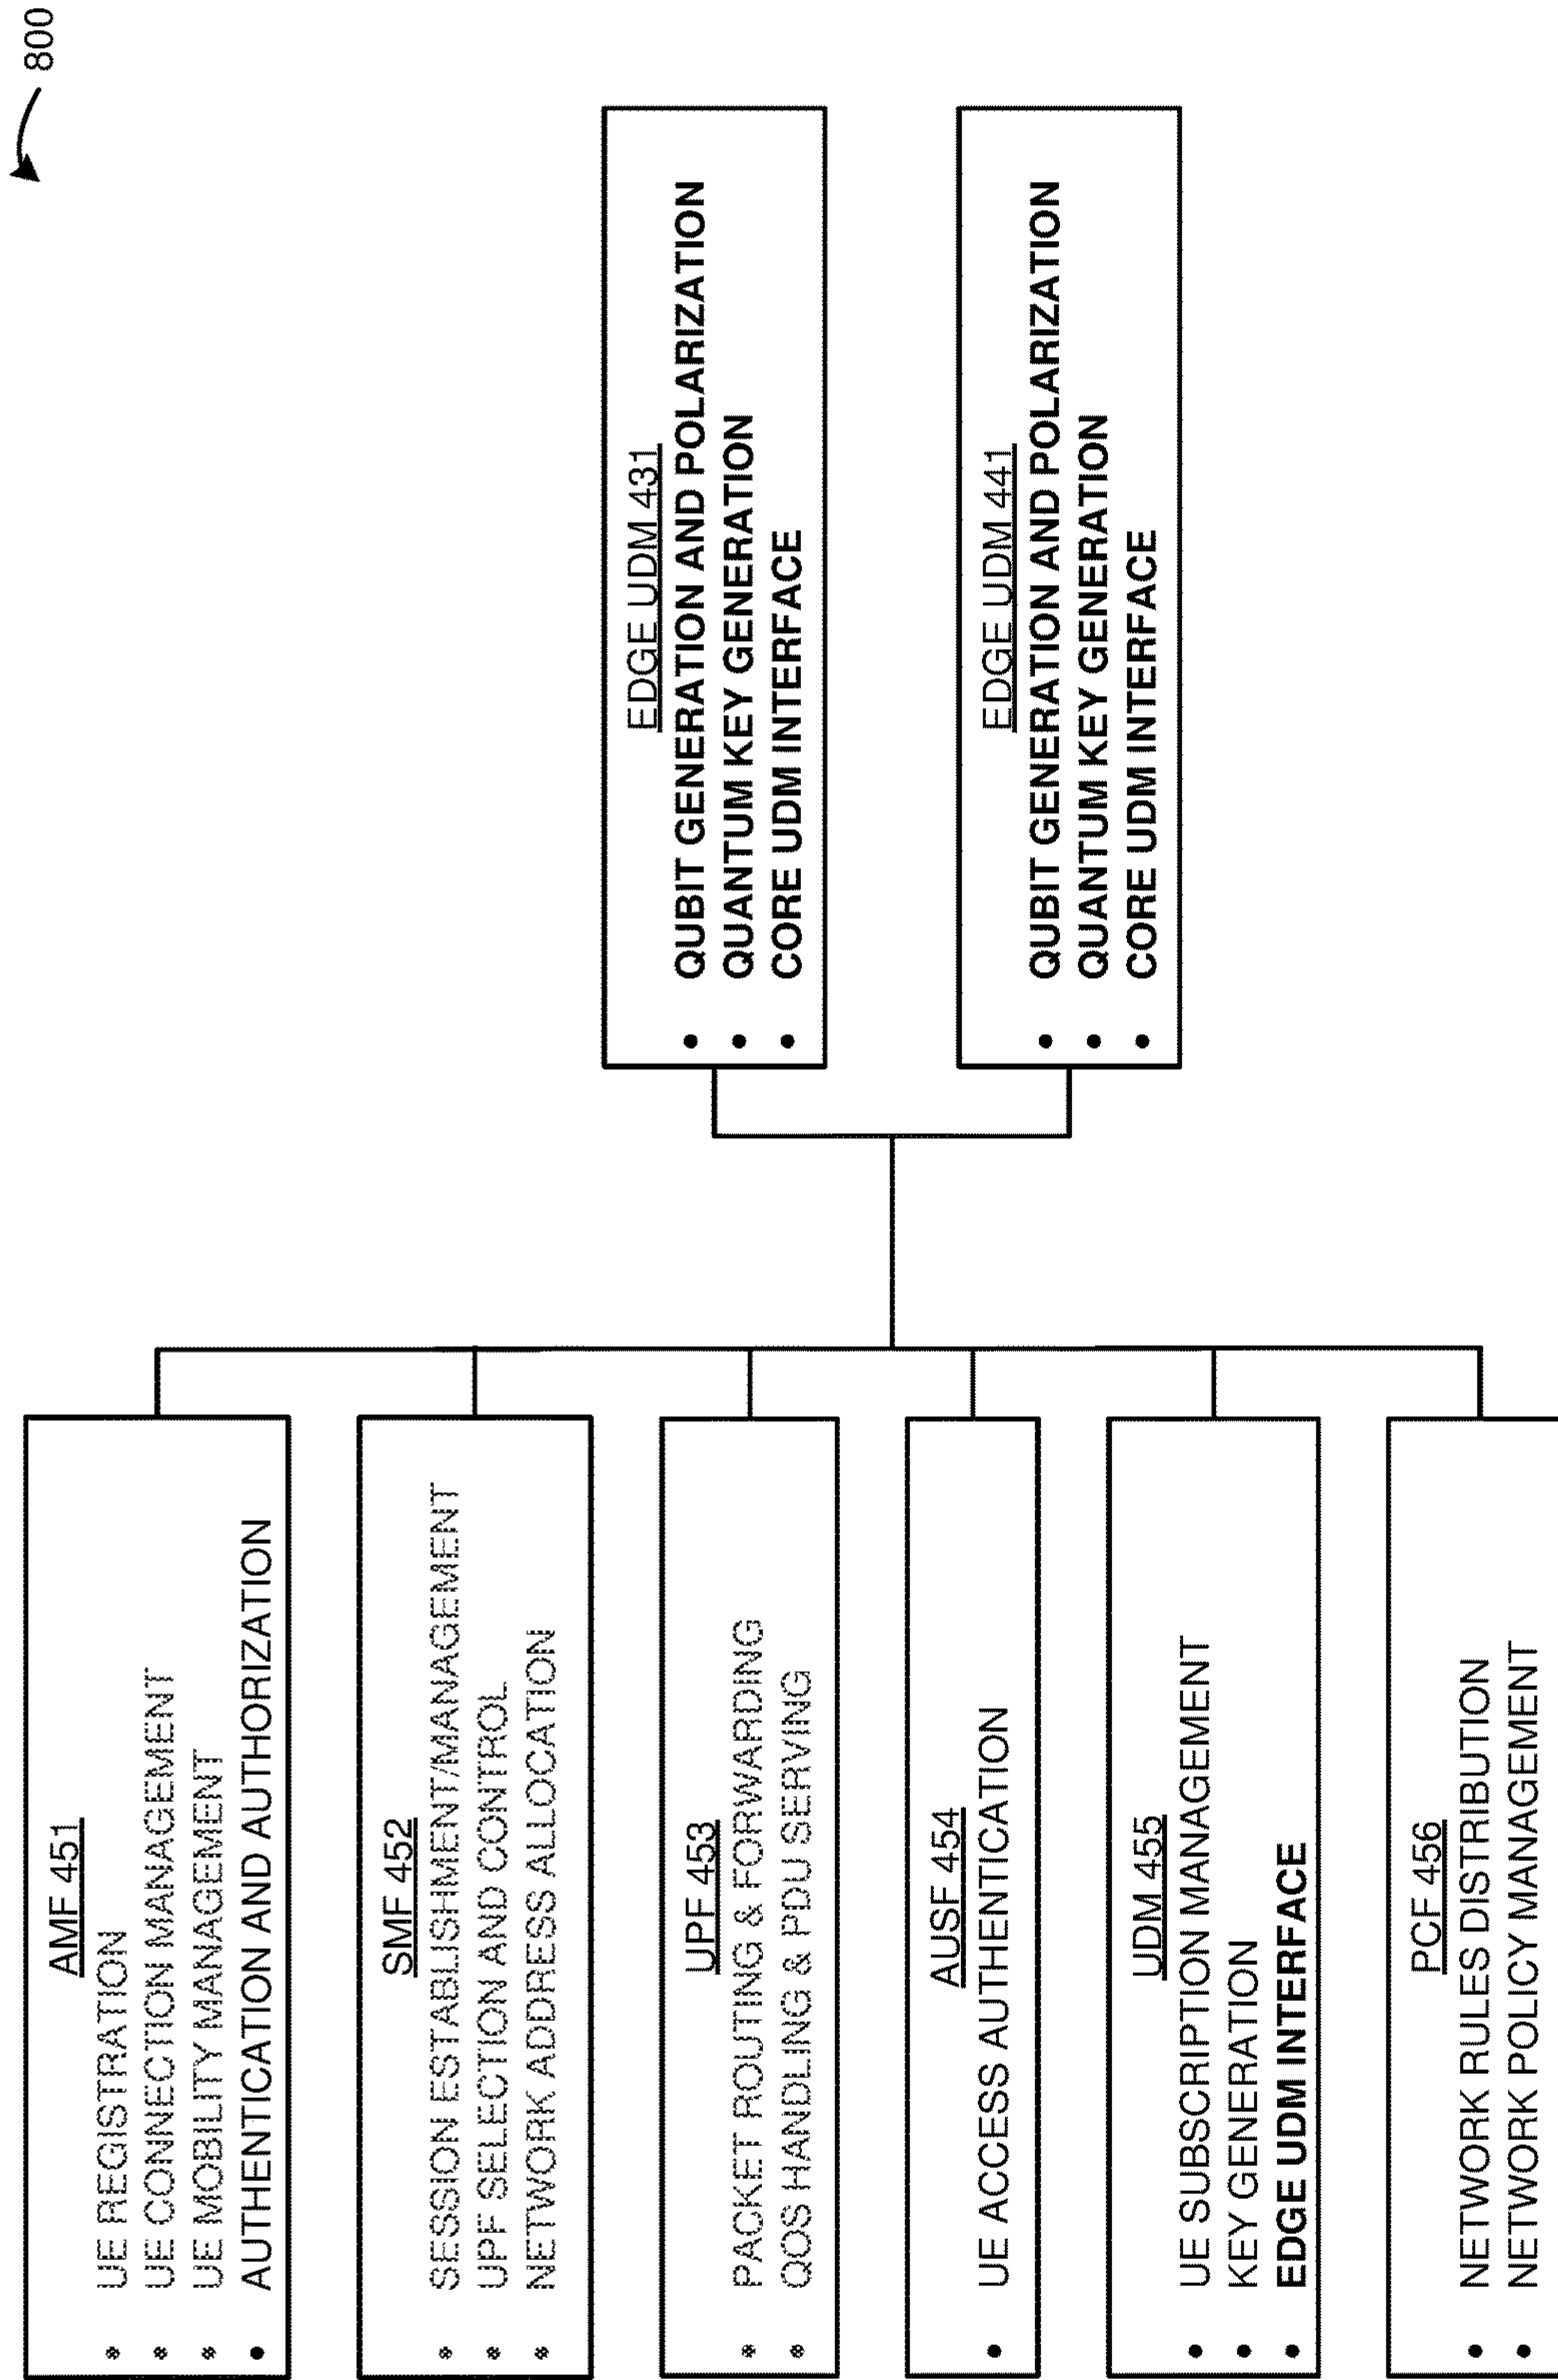 800
AMF 451
• UE REGISTRATION
• UE CONNECTION MANAGEMENT
• UE MOBILITY MANAGEMENT
• AUTHENTICATION AND AUTHORIZATION
SMF 452
• SESSION ESTABLISHMENT/MANAGEMENT
• UPF SELECTION AND CONTROL
• NETWORK ADDRESS ALLOCATION
UPF 453
• PACKET ROUTING & FORWARDING
• QOS HANDLING & PDU SERVING
AUSF 454
• UE ACCESS AUTHENTICATION
UDM 455
• UE SUBSCRIPTION MANAGEMENT
• KEY GENERATION
• EDGE UDM INTERFACE
PCF 456
• NETWORK RULES DISTRIBUTION
• NETWORK POLICY MANAGEMENT
EDGE UDM 431
• QUBIT GENERATION AND POLARIZATION
• QUANTUM KEY GENERATION
• CORE UDM INTERFACE
EDGE UDM 441
• QUBIT GENERATION AND POLARIZATION
• QUANTUM KEY GENERATION
• CORE UDM INTERFACE